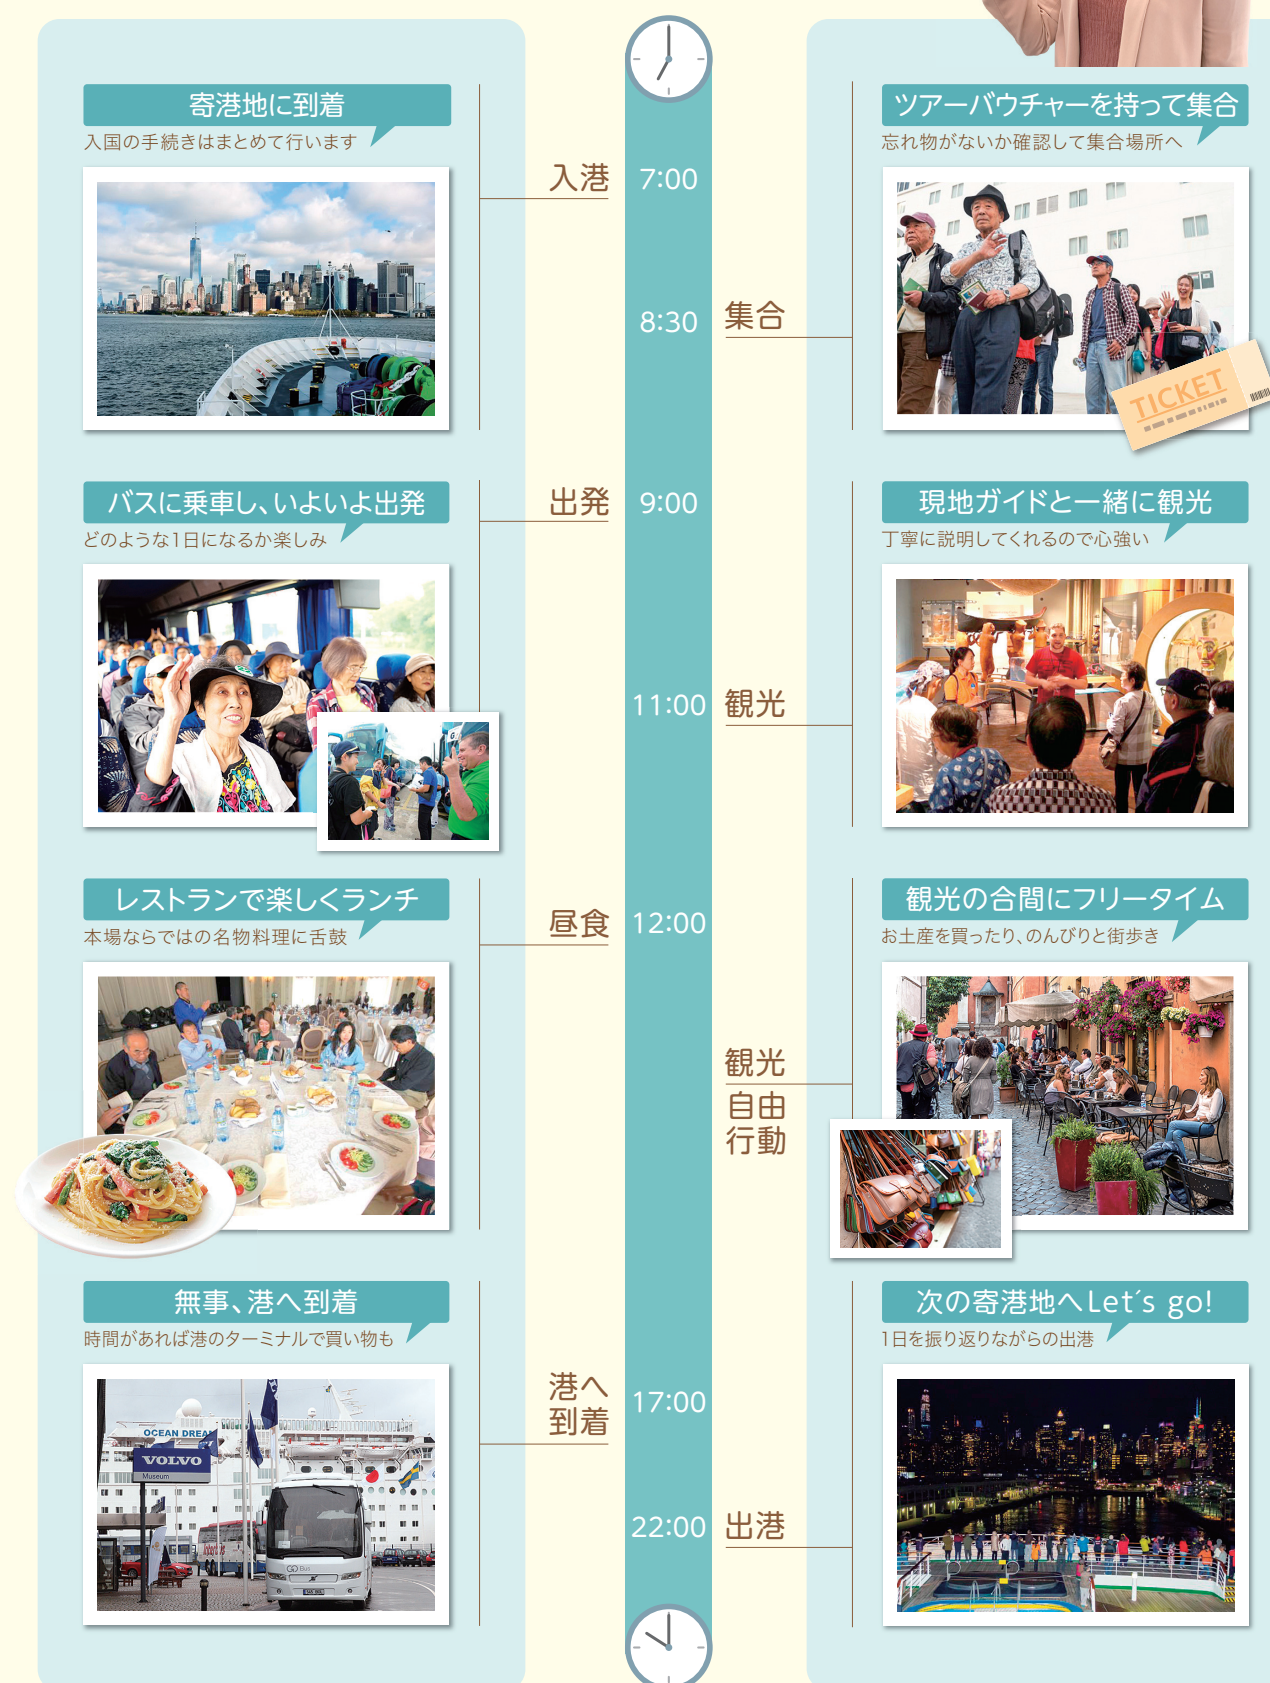 寄港地に到着
入国の手続きはまとめて行います
入港
7:00
ツアーバウチャーを持って集合
忘れ物がないか確認して集合場所へ
8:30
集合
TICKET
バスに乗車し、いよいよ出発
どのような1日になるか楽しみ
出発
9:00
現地ガイドと一緒に観光
丁寧に説明してくれるので心強い
11:00
観光
レストランで楽しくランチ
本場ならではの名物料理に舌鼓
昼食
12:00
観光の合間にフリータイム
お土産を買ったり、のんびりと街歩き
観光
自由
行動
無事、港へ到着
時間があれば港のターミナルで買い物も
港へ
到着
17:00
OCEAN DREAM
VOLVO
Museum
次の寄港地へLet´s go!
1日を振り返りながらの出港
22:00
出港